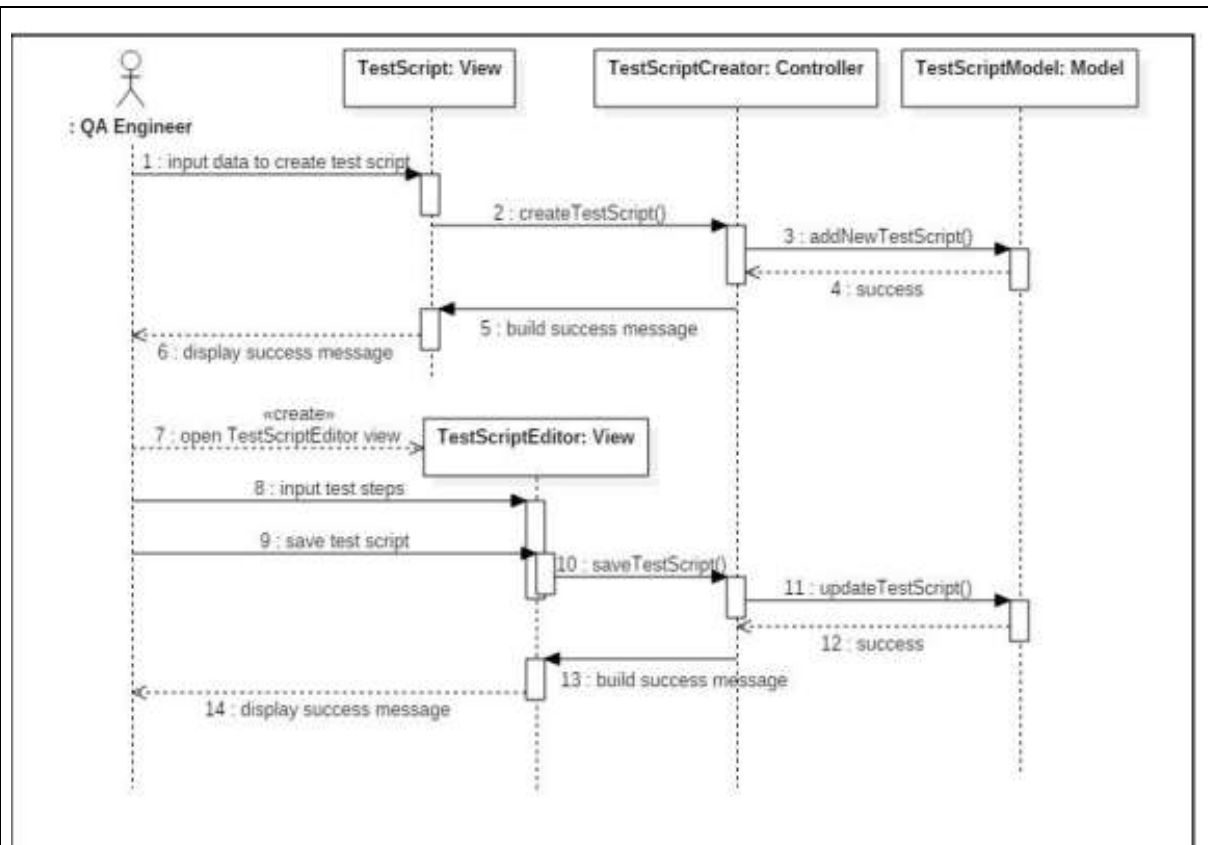 TestScript: View
TestScriptCreator: Controller
TestScriptModel: Model
: QA Engineer
1 : input data to create test script
2 : createTestScript()
3 : addNewTestScript()
4 : success
5 : build success message
6 : display success message
«create»
7 : open TestScriptEditor view
TestScriptEditor: View
8 : input test steps
9 : save test script
10 : saveTestScript()
11 : updateTestScript()
12 : success
13 : build success message
14 : display success message